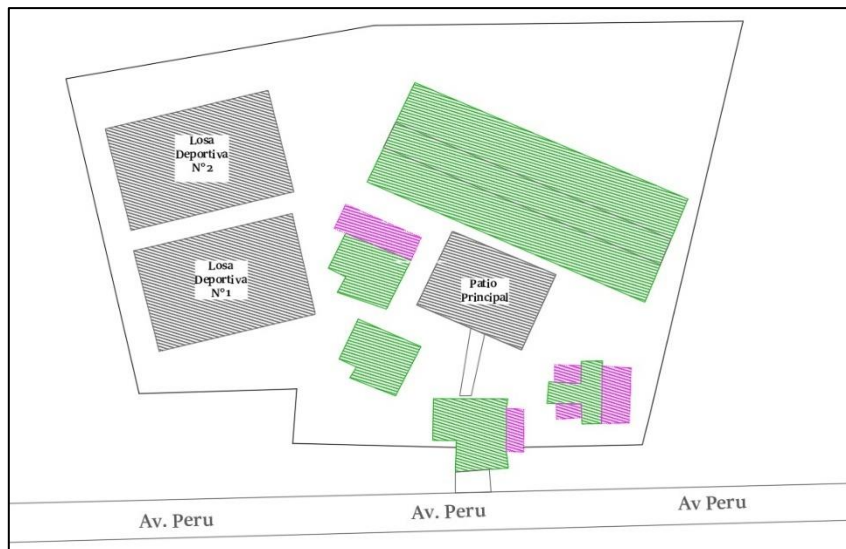 Losa
Deportiva
N°2
Losa
Deportiva
N°1
Patio
Principal
Av. Peru
Av. Peru
Av Peru